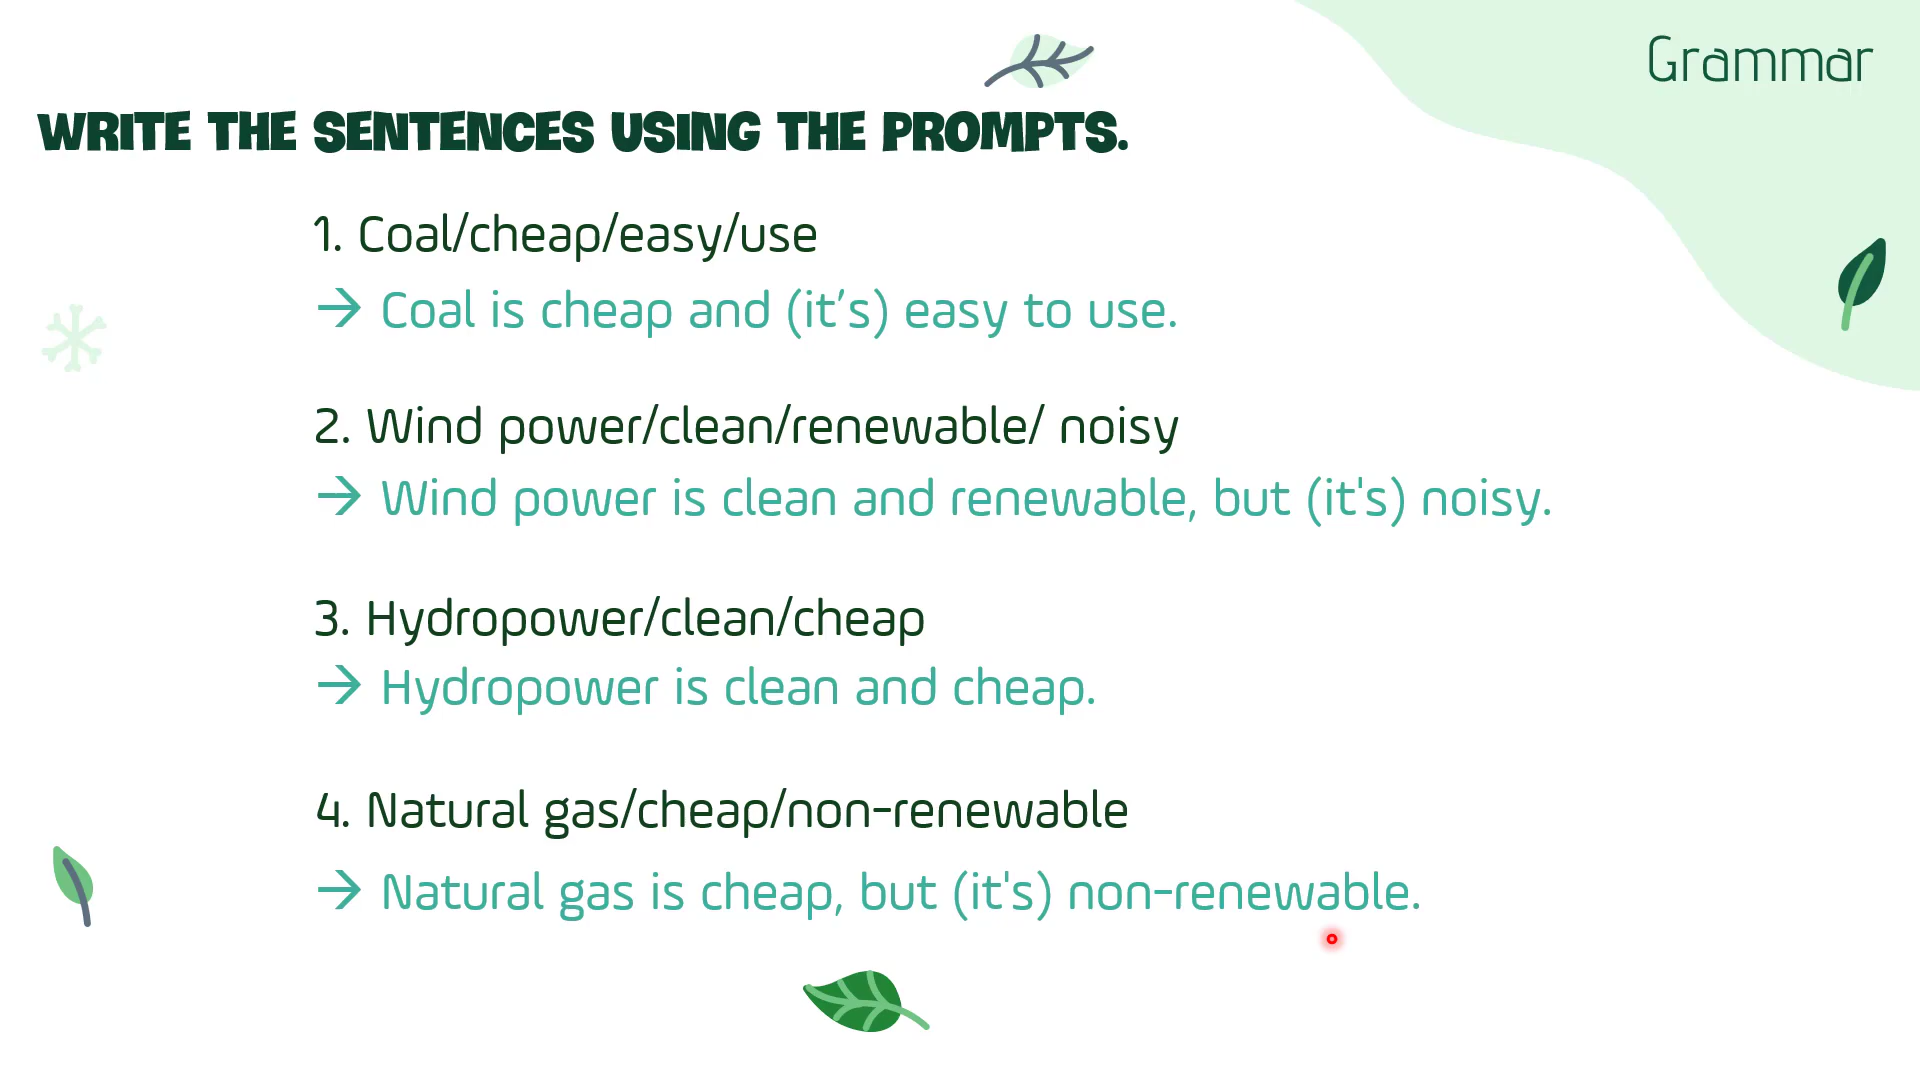 Grammar
WRITE THE SENTENCES USING THE PROMPTS.
1. Coal/cheap/easy/use
→ Coal is cheap and (it’s) easy to use.
2. Wind power/clean/renewable/ noisy
→ Wind power is clean and renewable, but (it's) noisy.
3. Hydropower/clean/cheap
→ Hydropower is clean and cheap.
4. Natural gas/cheap/non-renewable
→ Natural gas is cheap, but (it's) non-renewable.